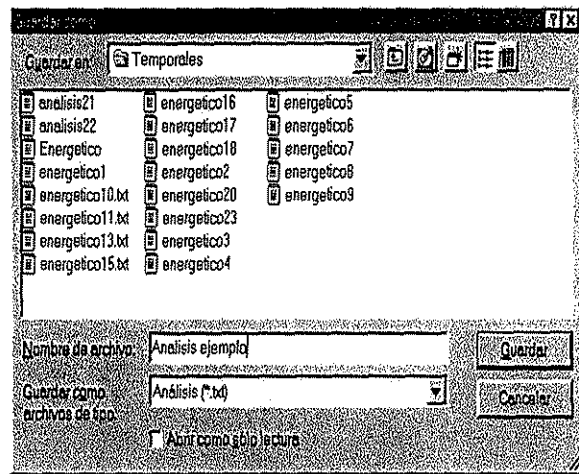 Guardar como
Guardar en: Temporales
analisis21 energetico16 energetico5
analisis22 energetico17 energetico6
Energetico energetico18 energetico7
energetico1 energetico2 energetico8
energetico10.txt energetico20 energetico9
energetico11.txt energetico23
energetico13.txt energetico3
energetico15.txt energetico4
Nombre de archivo: Analisis ejemplo Guardar
Guardar como archivos de tipo: Análisis (*.txt) Cancelar
Abrir como sólo lectura